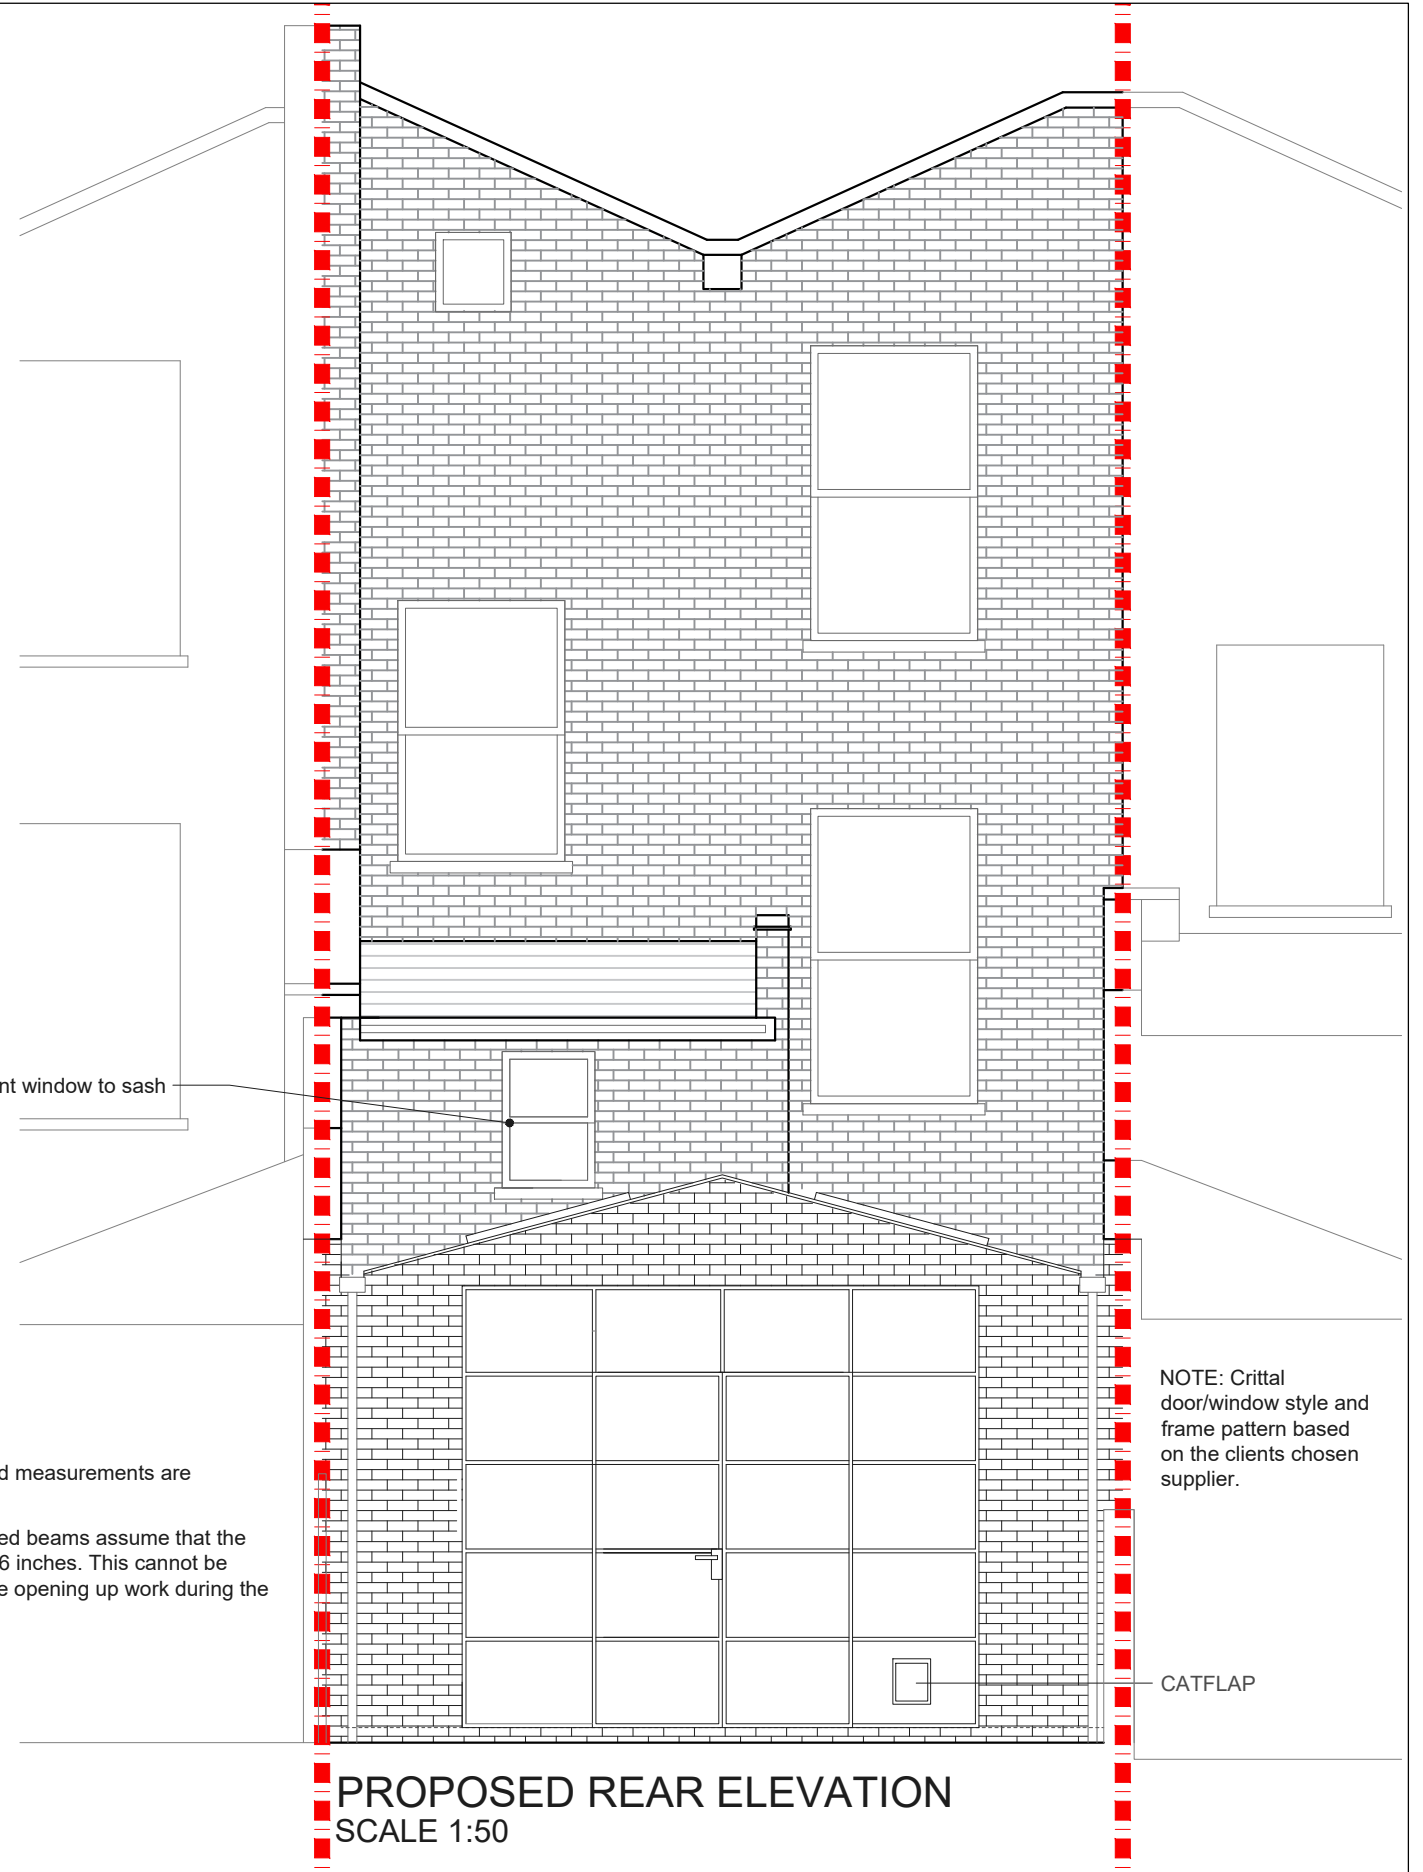 nt window to sash
d measurements are
ed beams assume that the
6 inches. This cannot be
e opening up work during the
NOTE: Crittal
door/window style and
frame pattern based
on the clients chosen
supplier.
CATFLAP
PROPOSED REAR ELEVATION
SCALE 1:50